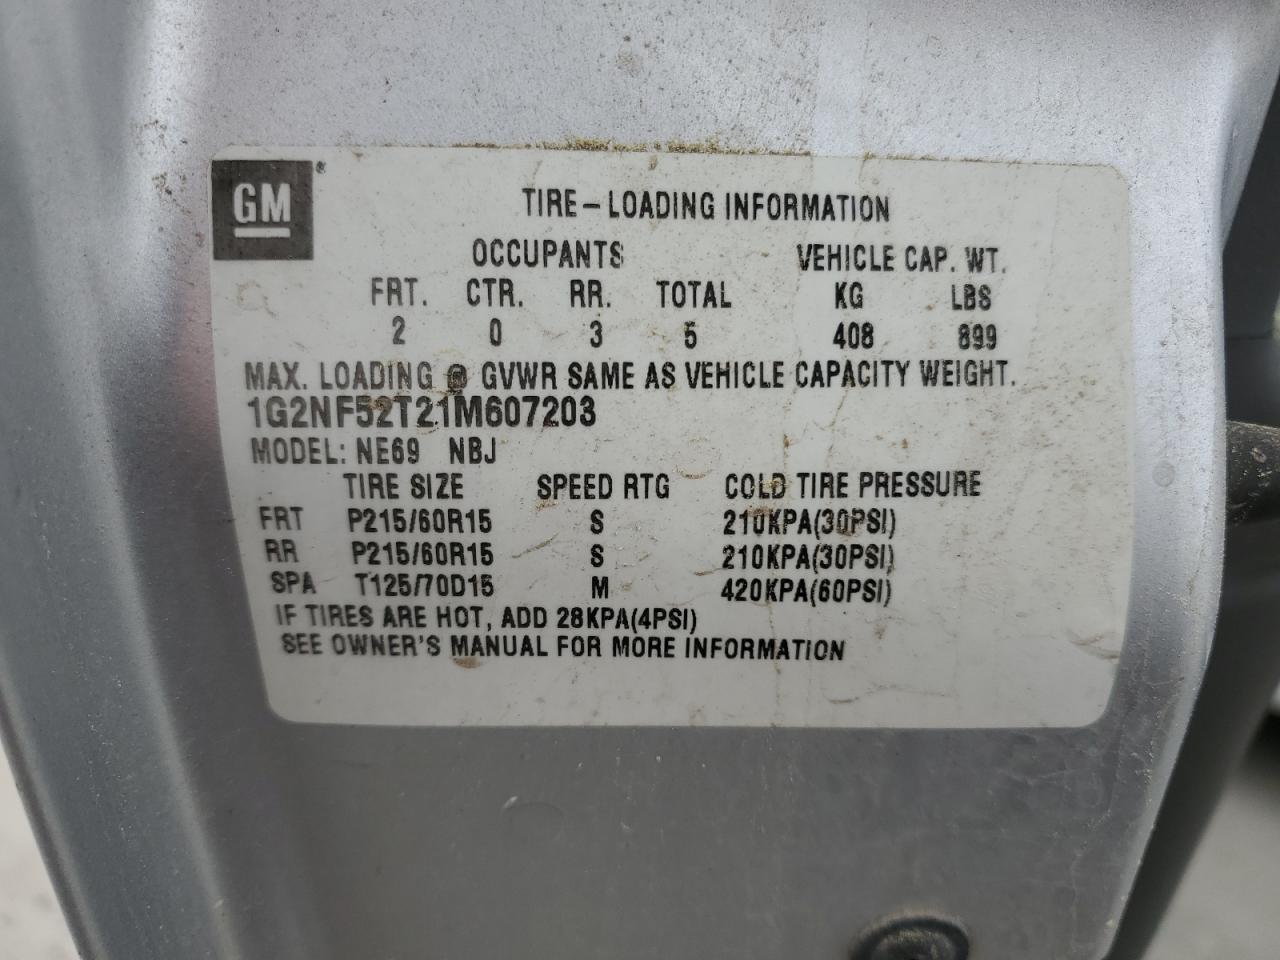 GM
TIRE-LOADING INFORMATION
OCCUPANTS VEHICLE CAP. WT.
FRT. CTR. RR. TOTAL KG LBS
2 0 3 5 408 899
MAX. LOADING @ GVWR SAME AS VEHICLE CAPACITY WEIGHT.
1G2NF52T21M607203
MODEL: NE69 NBJ
TIRE SIZE SPEED RTG COLD TIRE PRESSURE
FRT P215/60R15 S 210KPA(30PSI)
RR P215/60R15 S 210KPA(30PSI)
SPA T125/70D15 M 420KPA(60PSI)
IF TIRES ARE HOT, ADD 28KPA(4PSI)
SEE OWNER'S MANUAL FOR MORE INFORMATION